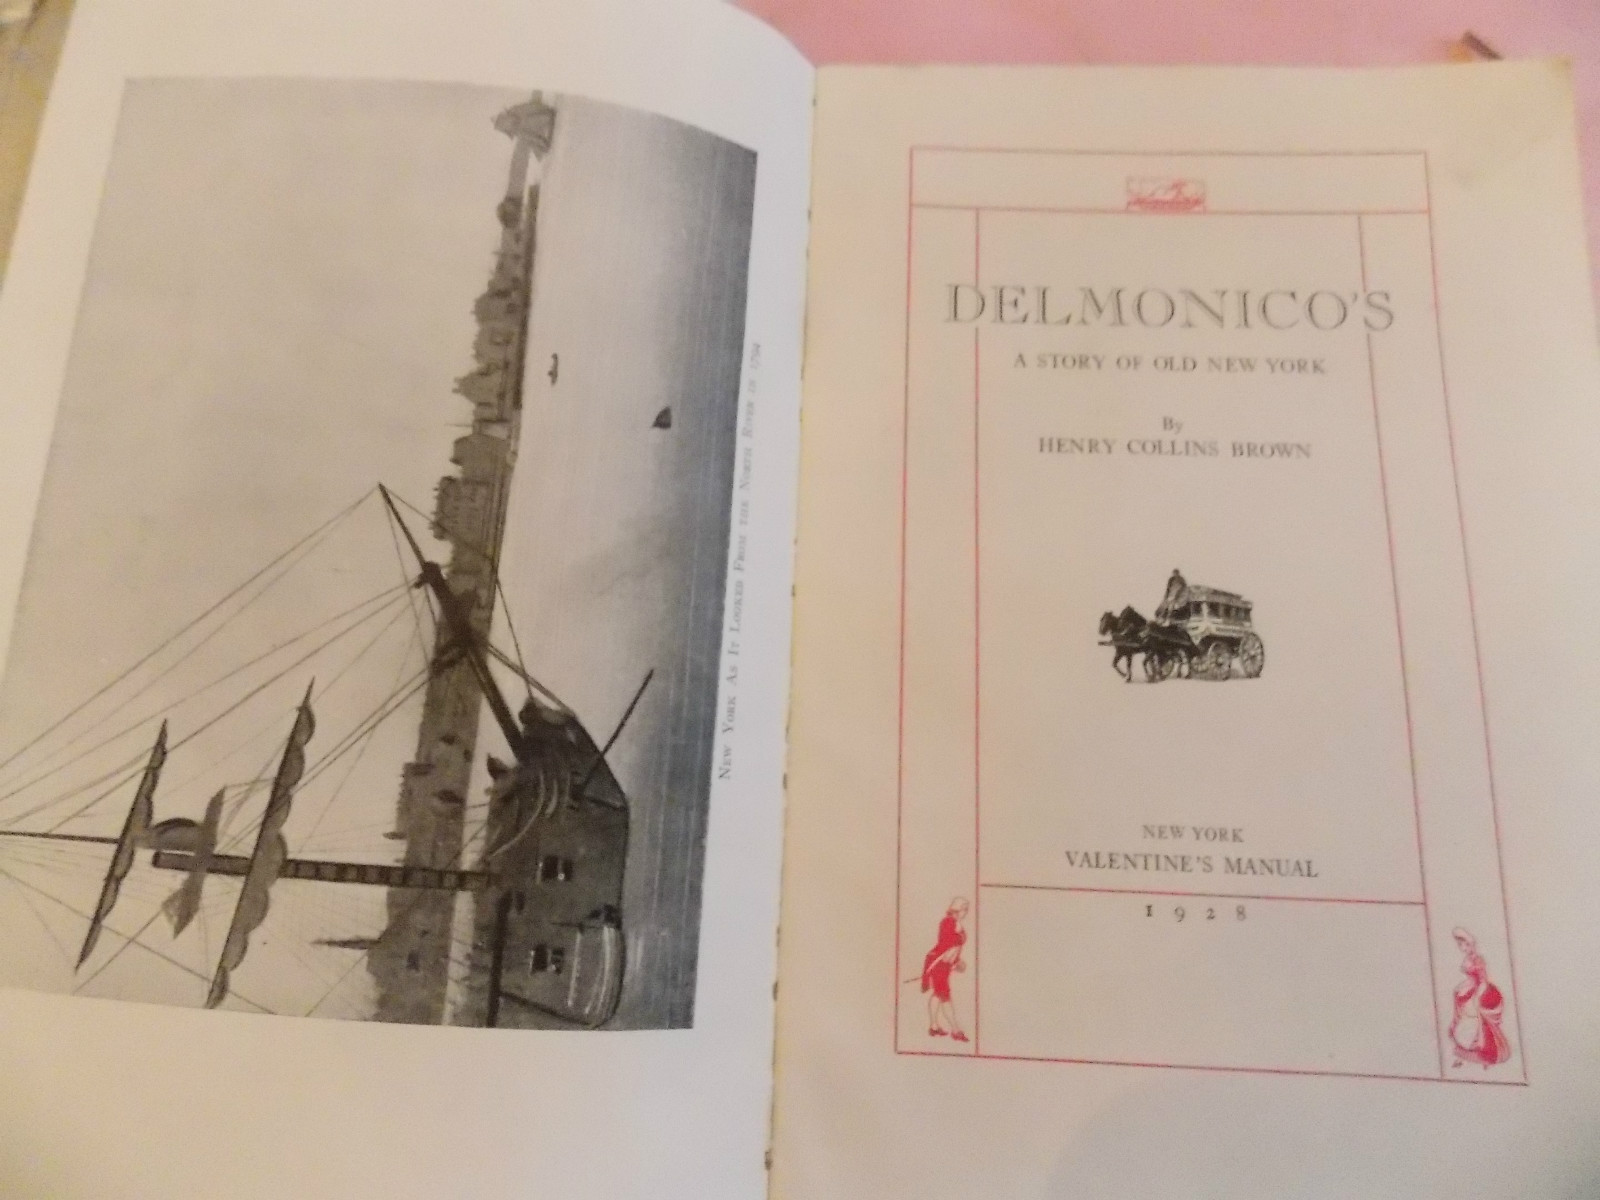 New York As It Looked From the North River in 1794
DELMONICO'S
A STORY OF OLD NEW YORK
By
HENRY COLLINS BROWN
NEW YORK
VALENTINE'S MANUAL
1928